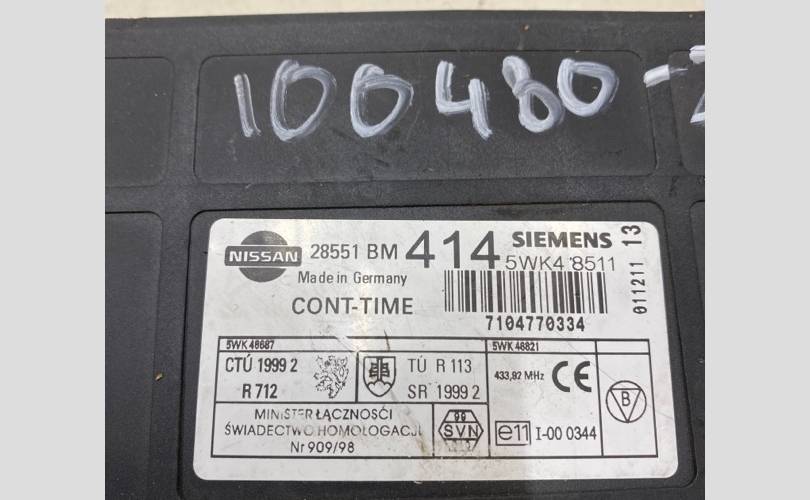 100480-2
NISSAN 28551 BM 414 SIEMENS 13
5WK4 8511
Made in Germany
CONT-TIME
011211
7104770334
5WK 48687 5WK 48821
CTÚ 1999 2 TÚ R 113 433,92 MHz CE
R 712 SR 1999 2 B
MINISTER ŁĄCZNOŚCI
ŚWIADECTWO HOMOLOGACJI SVN e11 I-00 0344
Nr 909/98